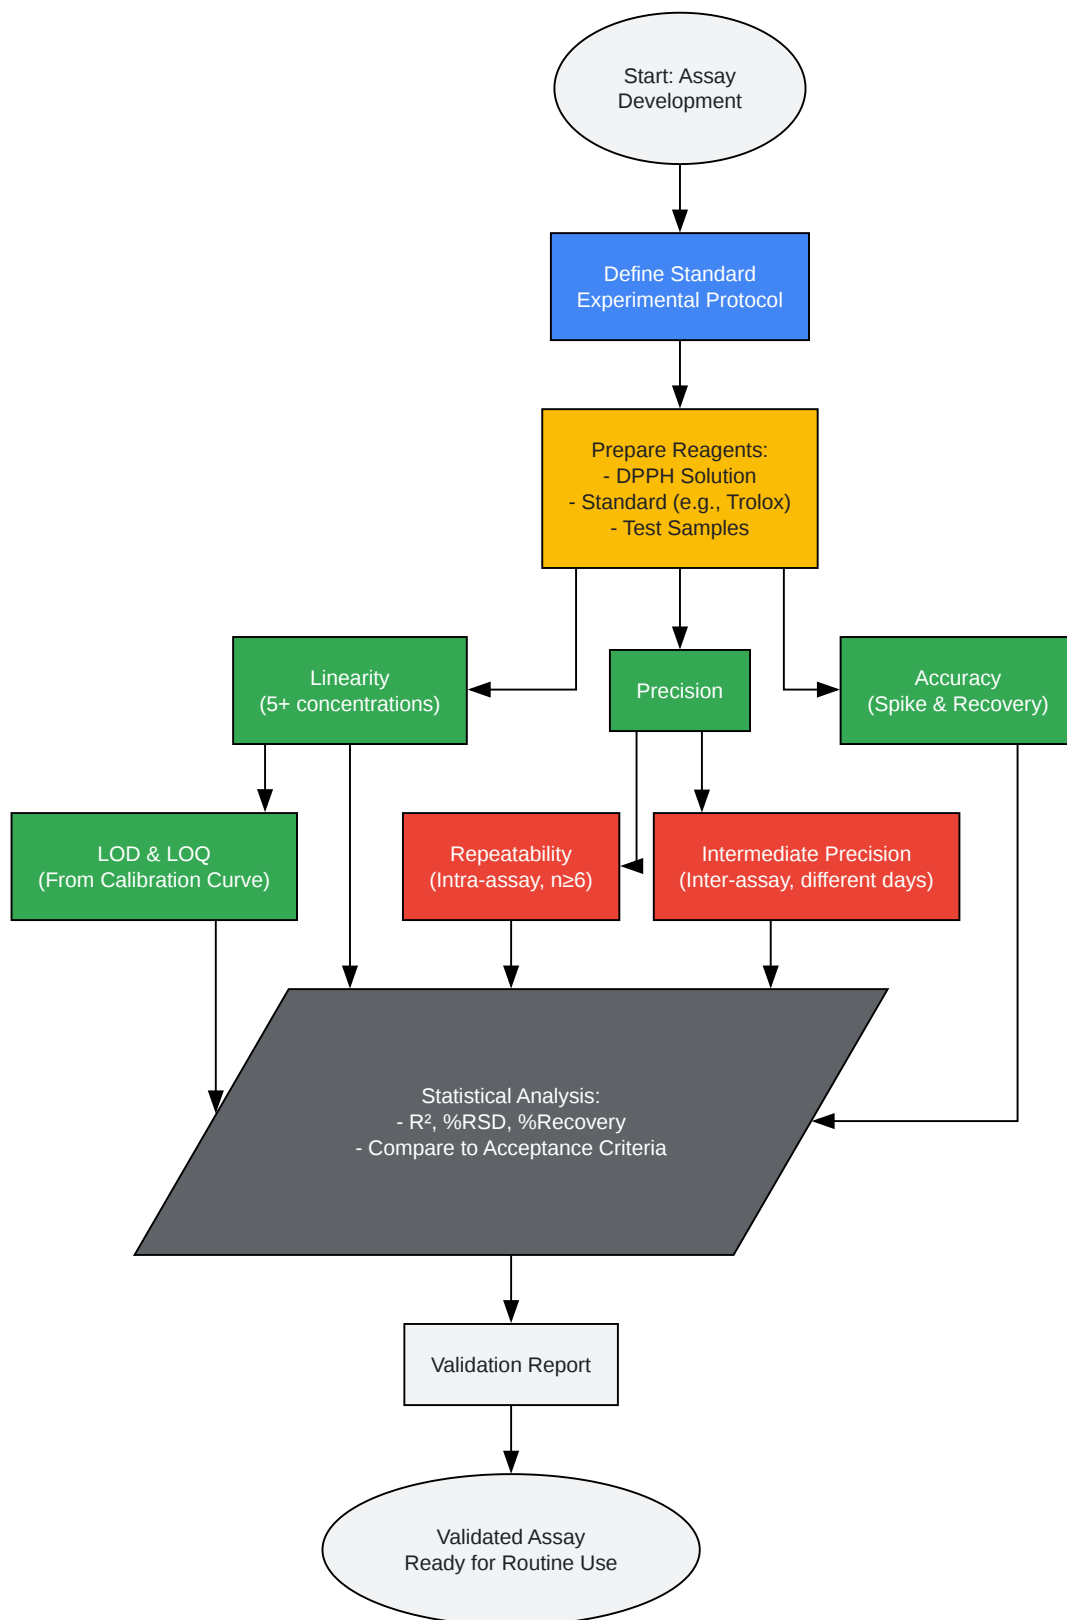 Start: Assay
Development
Define Standard
Experimental Protocol
Prepare Reagents:
- DPPH Solution
- Standard (e.g., Trolox)
- Test Samples
Linearity
(5+ concentrations)
Precision
Accuracy
(Spike & Recovery)
LOD & LOQ
(From Calibration Curve)
Repeatability
(Intra-assay, n≥6)
Intermediate Precision
(Inter-assay, different days)
Statistical Analysis:
- R², %RSD, %Recovery
- Compare to Acceptance Criteria
Validation Report
Validated Assay
Ready for Routine Use